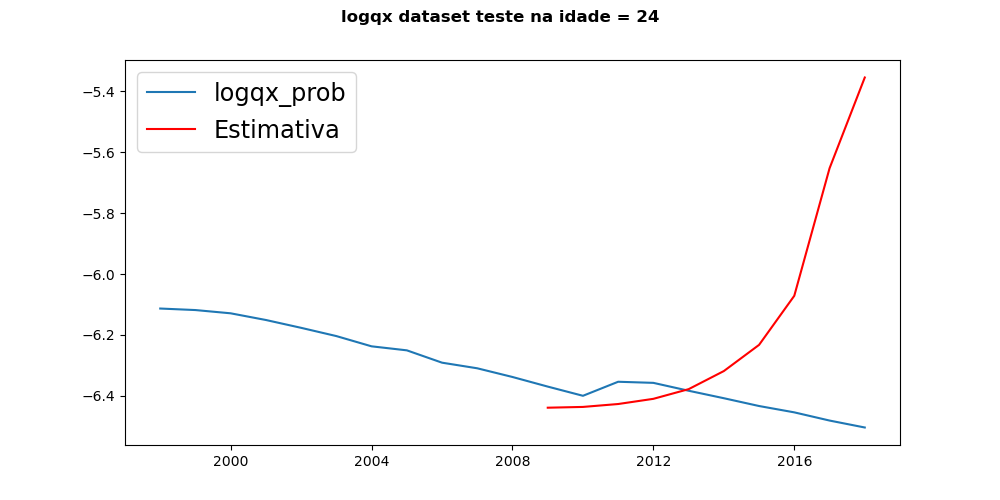 logqx dataset teste na idade = 24
logqx_prob
Estimativa
−5.4
−5.6
−5.8
−6.0
−6.2
−6.4
2000 2004 2008 2012 2016